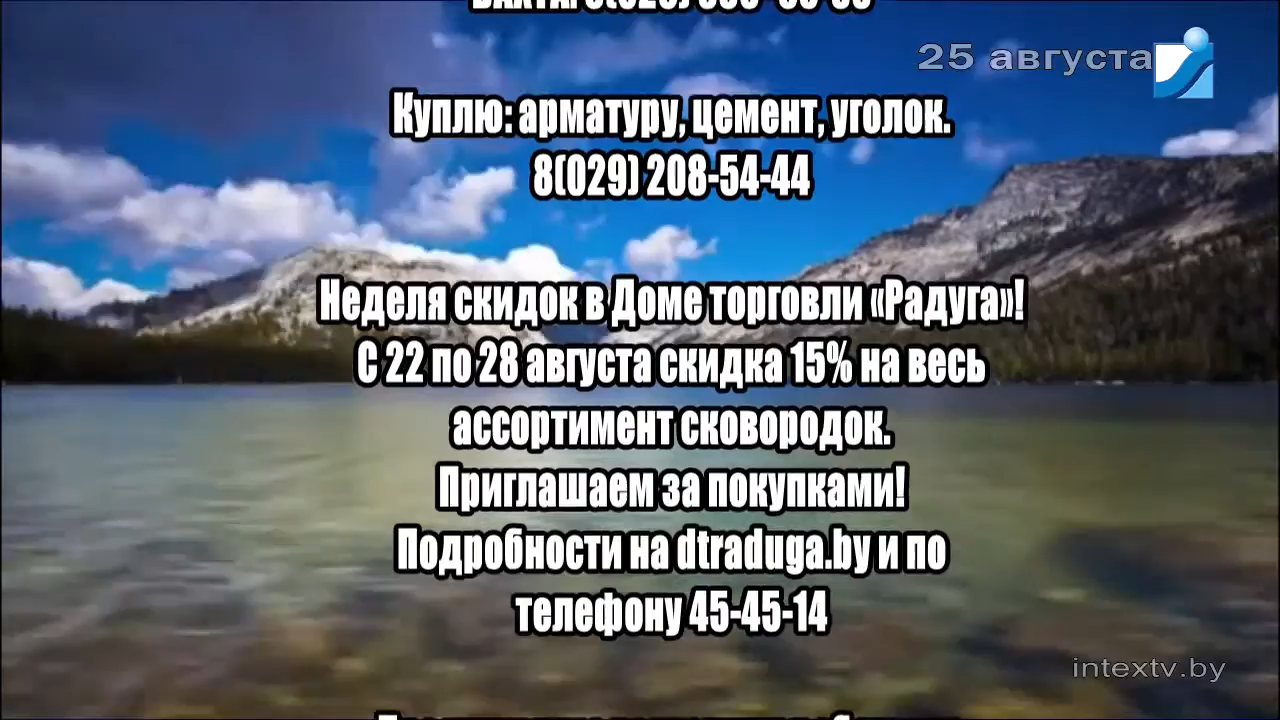 25 августа
Куплю: арматуру, цемент, уголок.
8(029) 208-54-44
Неделя скидок в Доме торговли «Радуга»!
С 22 по 28 августа скидка 15% на весь
ассортимент сковородок.
Приглашаем за покупками!
Подробности на dtraduga.by и по
телефону 45-45-14
intextv.by